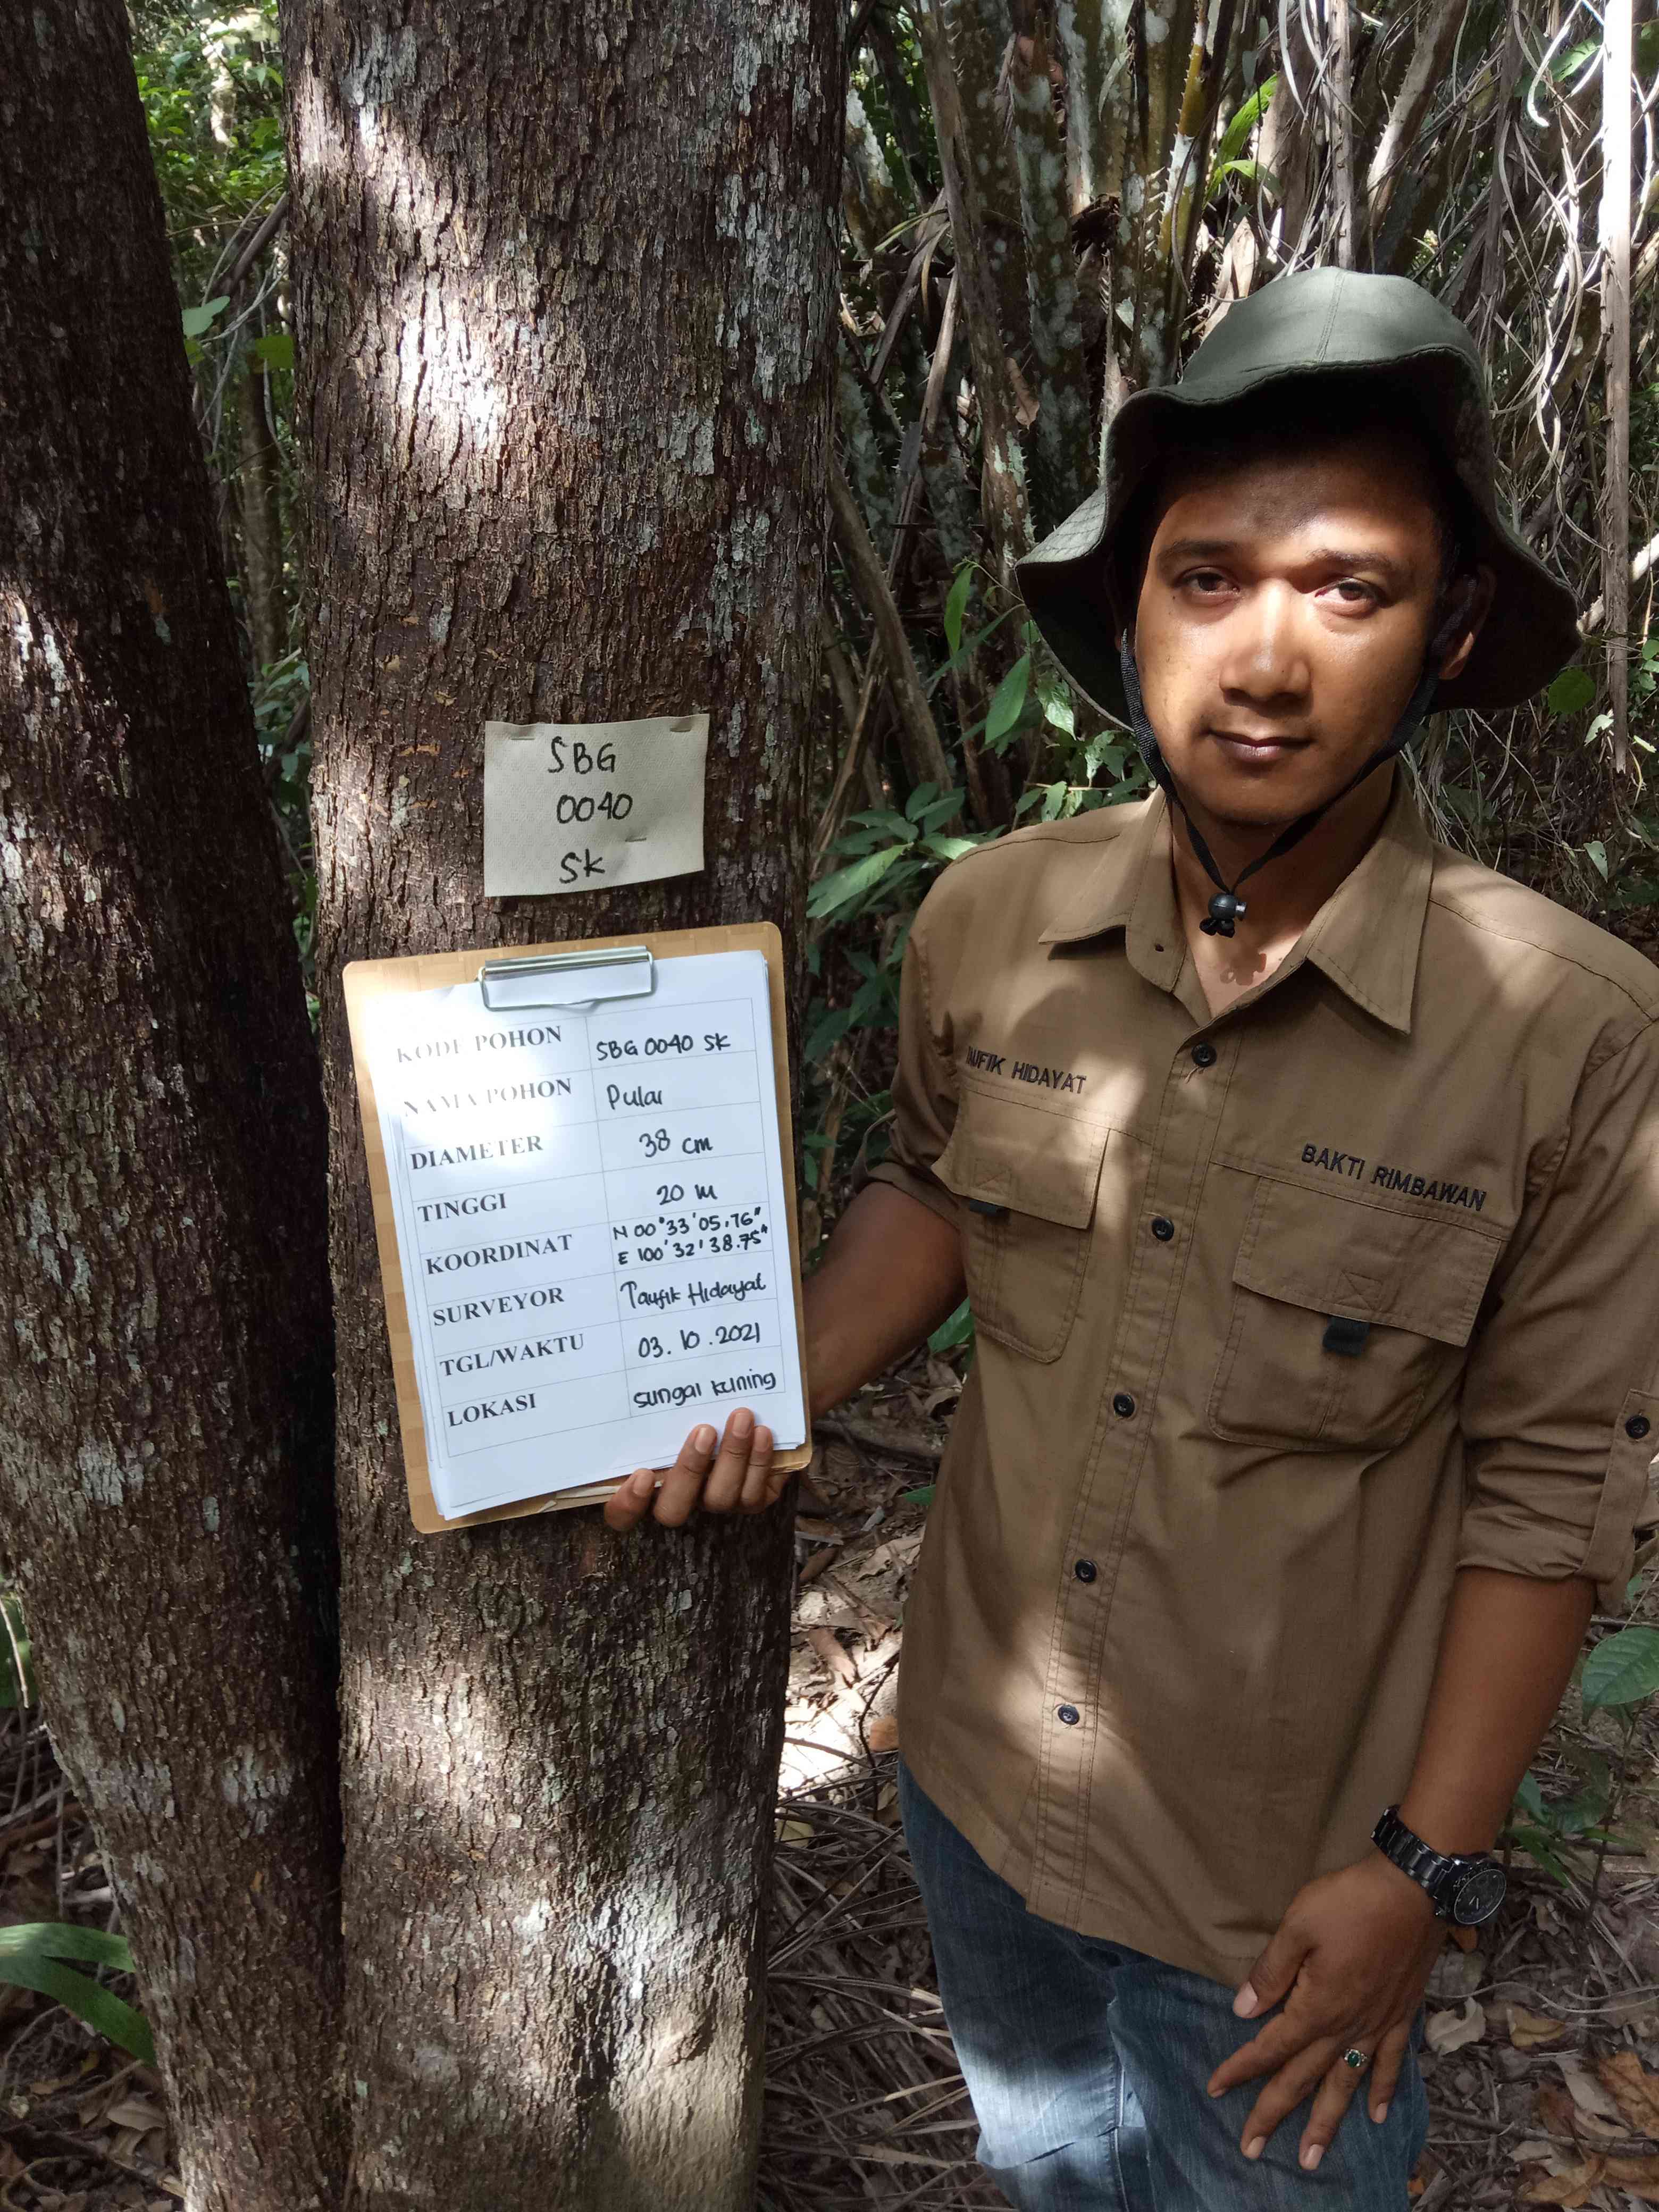 SBG
0040
SK
KODE POHON SBG 0040 SK
NAMA POHON Pulai
DIAMETER 38 cm
TINGGI 20 m
KOORDINAT N 00°33'05,76"
E 100°32'38.75"
SURVEYOR Taufik Hidayat
TGL/WAKTU 03.10.2021
LOKASI Sungai kuning
TAUFIK HIDAYAT
BAKTI RIMBAWAN